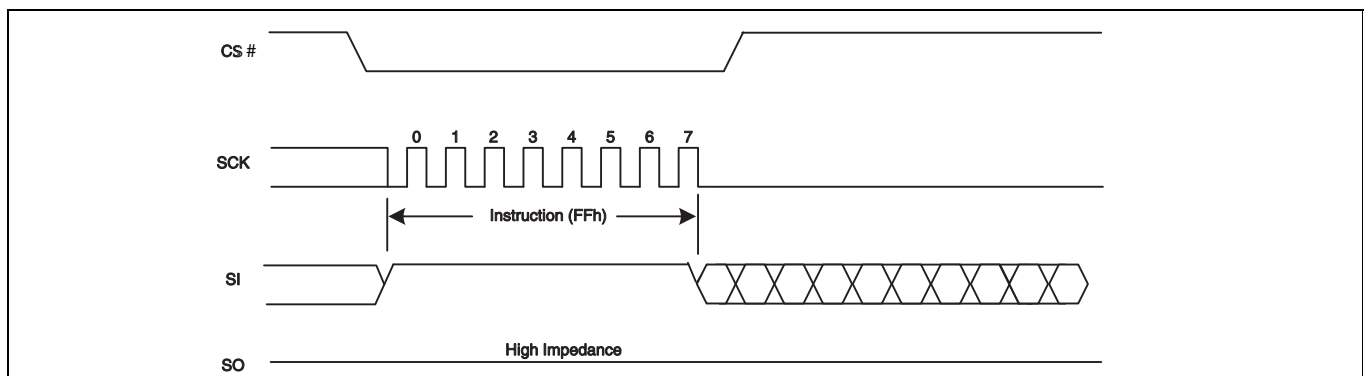 CS #
0 1 2 3 4 5 6 7
SCK
Instruction (FFh)
SI
High Impedance
SO